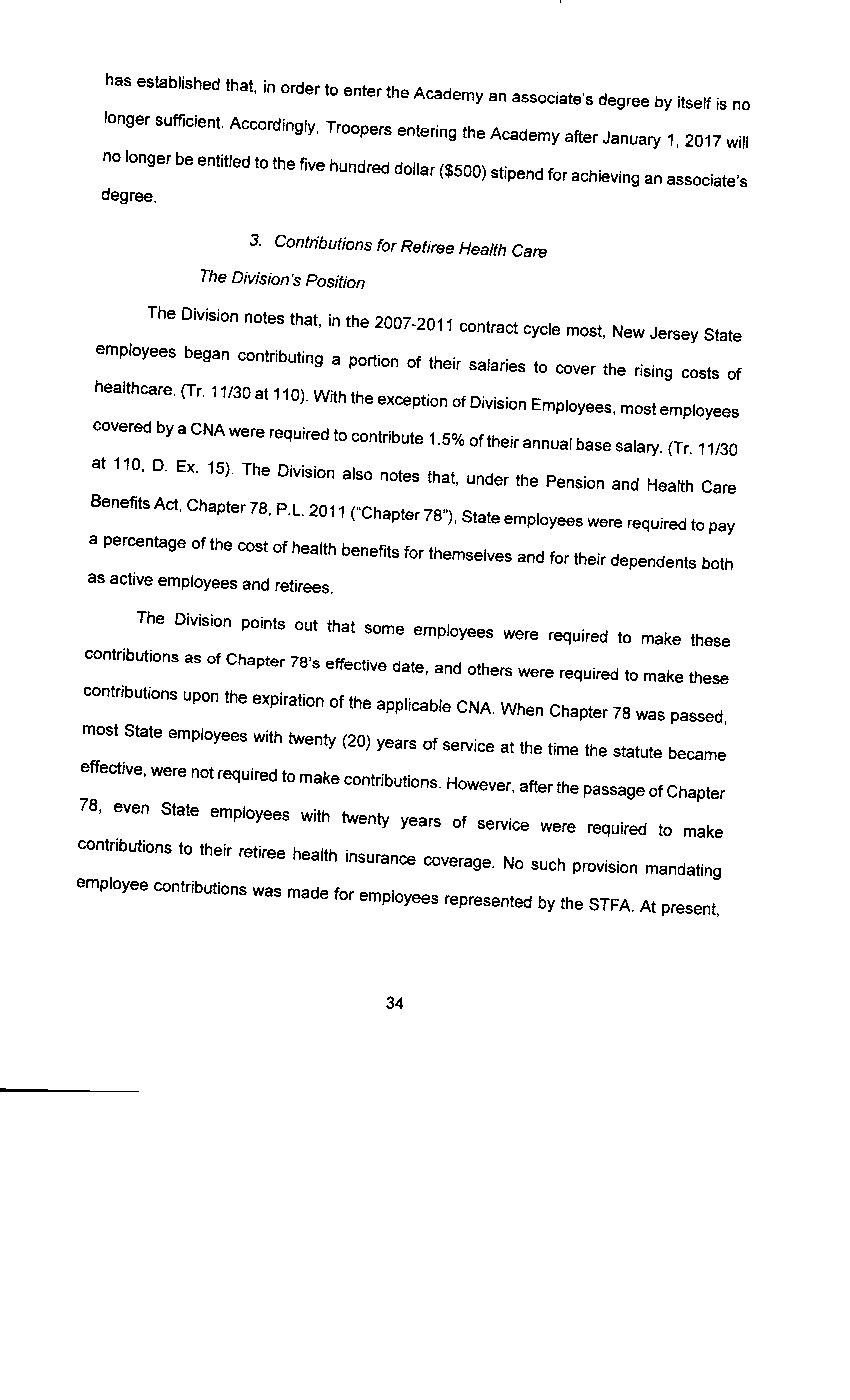 has established that, in order to enter the Academy an associate's degree by itself is no
longer sufficient. Accordingly, Troopers entering the Academy after January 1, 2017 will
no longer be entitled to the five hundred dollar ($500) stipend for achieving an associate's
degree.
3. Contributions for Retiree Health Care
The Division's Position
The Division notes that, in the 2007-2011 contract cycle most, New Jersey State
employees began contributing a portion of their salaries to cover the rising costs of
healthcare. (Tr. 11/30 at 110). With the exception of Division Employees, most employees
covered by a CNA were required to contribute 1.5% of their annual base salary. (Tr. 11/30
at 110, D. Ex. 15). The Division also notes that, under the Pension and Health Care
Benefits Act, Chapter 78, P.L. 2011 ("Chapter 78"), State employees were required to pay
a percentage of the cost of health benefits for themselves and for their dependents both
as active employees and retirees.
The Division points out that some employees were required to make these
contributions as of Chapter 78's effective date, and others were required to make these
contributions upon the expiration of the applicable CNA. When Chapter 78 was passed,
most State employees with twenty (20) years of service at the time the statute became
effective, were not required to make contributions. However, after the passage of Chapter
78, even State employees with twenty years of service were required to make
contributions to their retiree health insurance coverage. No such provision mandating
employee contributions was made for employees represented by the STFA. At present,
34